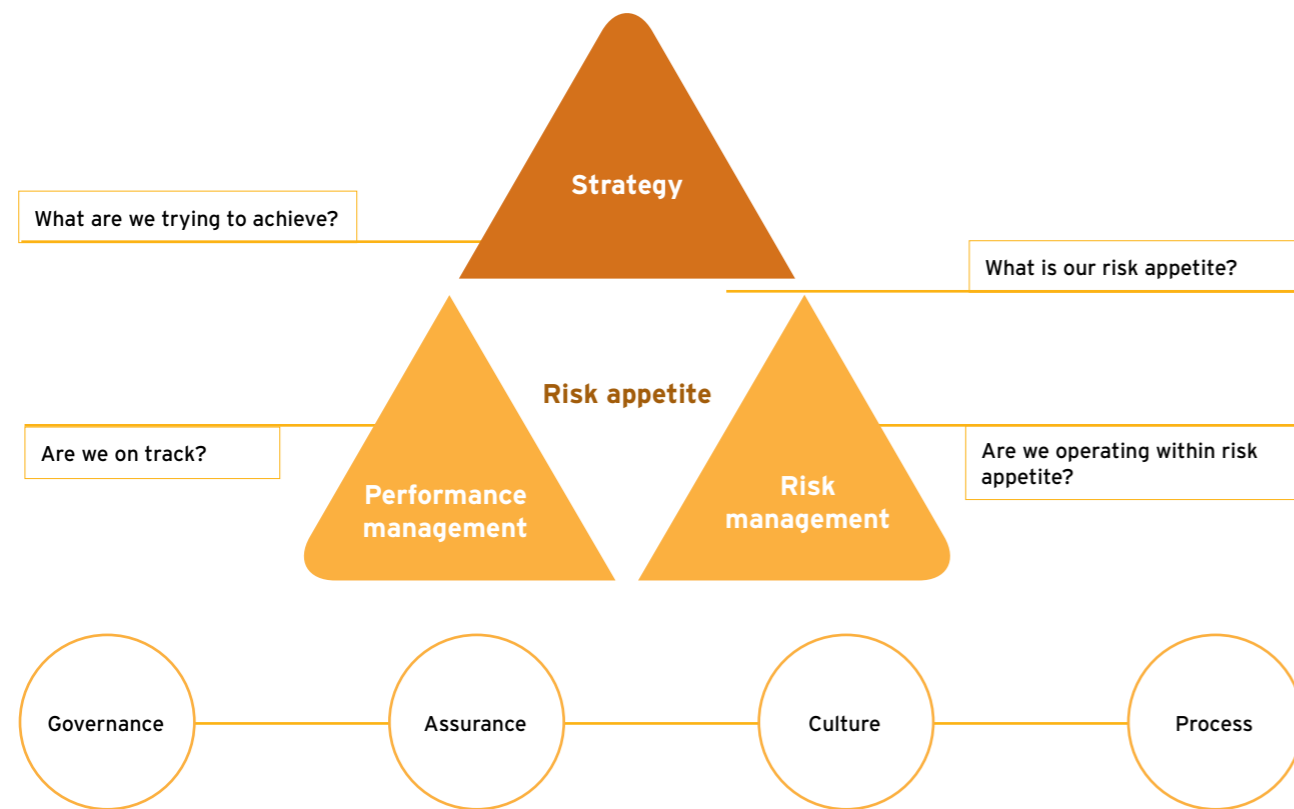 Strategy
What are we trying to achieve?
What is our risk appetite?
Risk appetite
Are we on track?
Are we operating within risk
appetite?
Performance
management
Risk
management
Governance
Assurance
Culture
Process